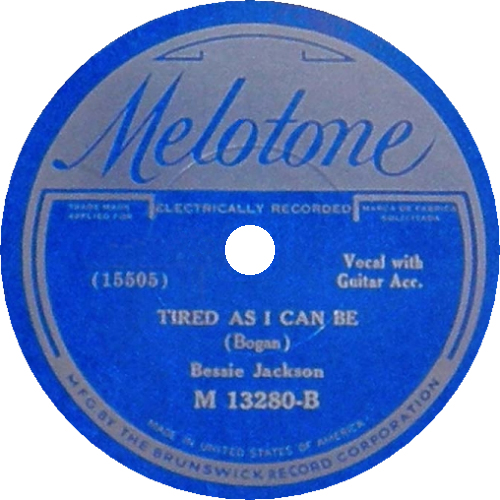 Melotone
TRADE MARK
APPLIED FOR
ELECTRICALLY RECORDED
MARCA DE FABRICA
SOLICITADA
(15505)
Vocal with
Guitar Acc.
TIRED AS I CAN BE
(Bogan)
Bessie Jackson
M 13280-B
MADE IN UNITED STATES OF AMERICA
MFG BY THE BRUNSWICK RECORD CORPORATION